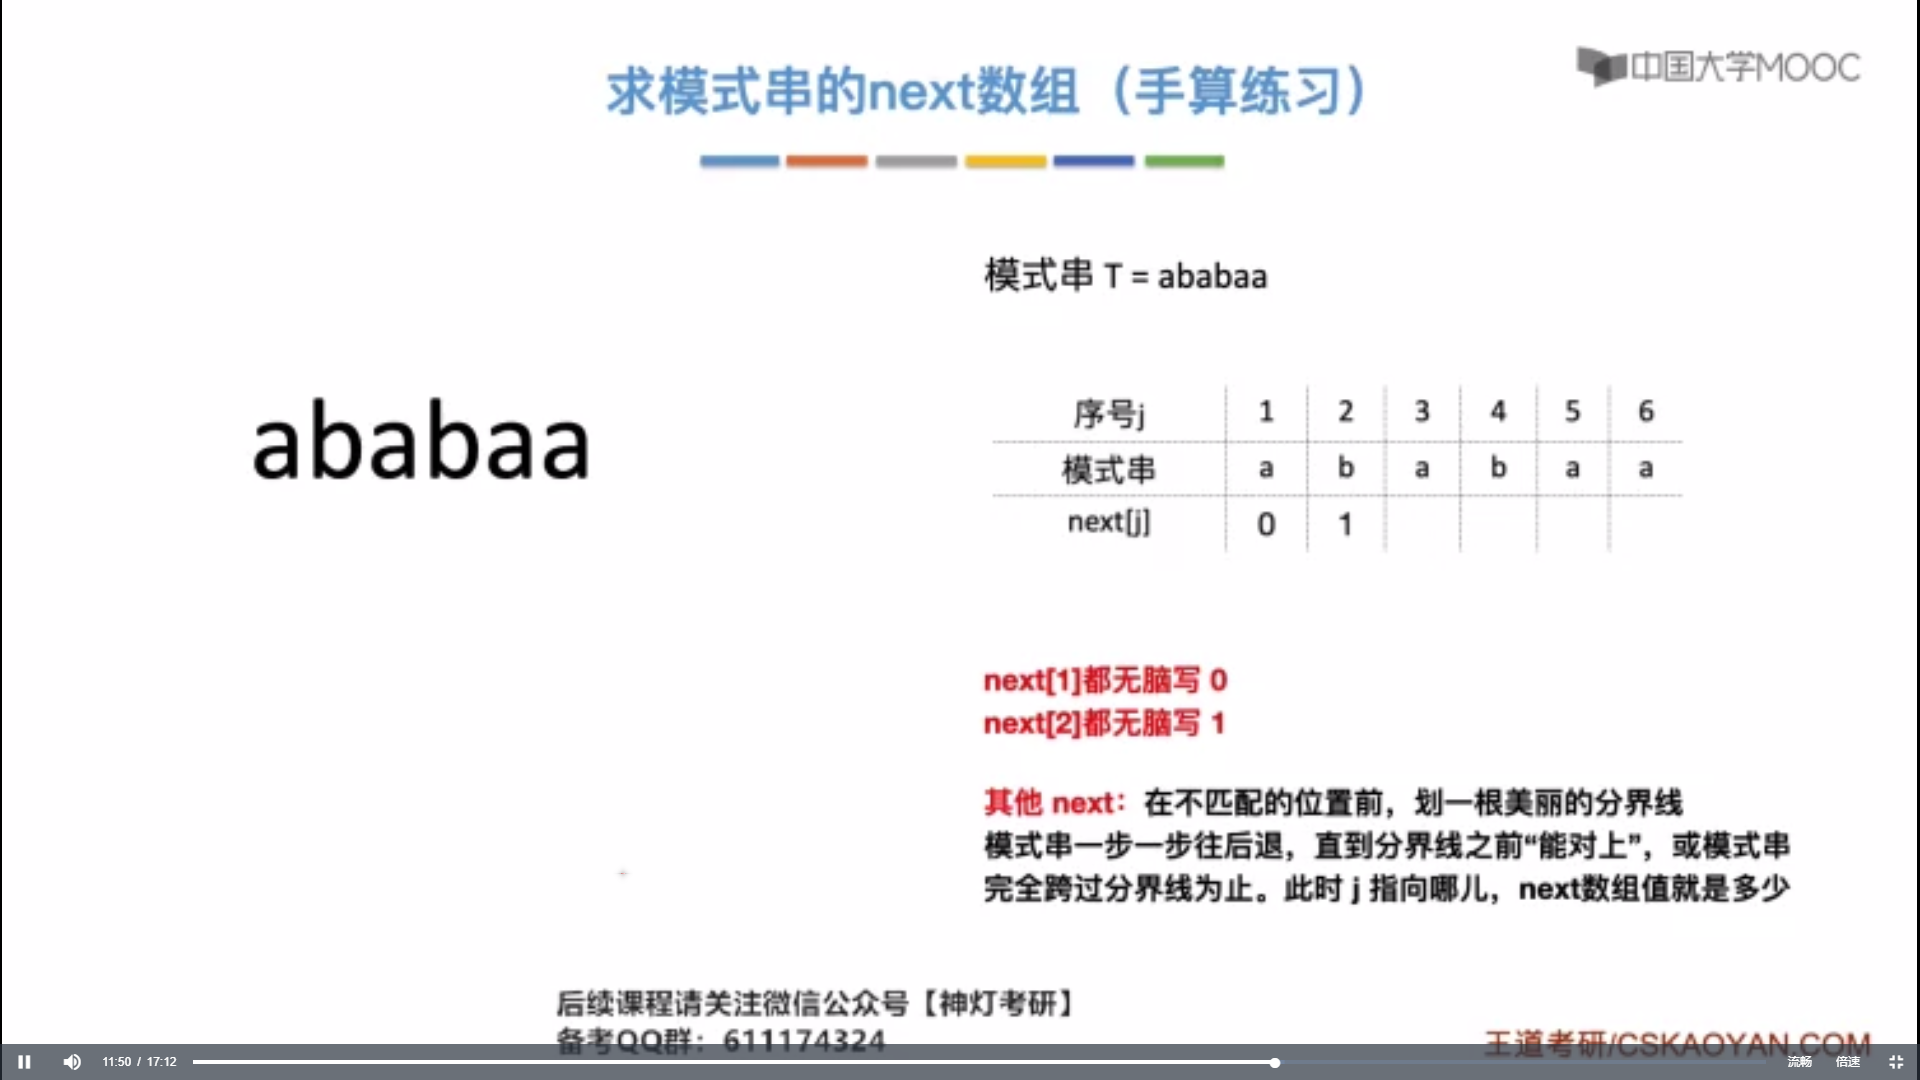 求模式串的next数组（手算练习）
中国大学MOOC
模式串 T = ababaa
ababaa
序号j 1 2 3 4 5 6
模式串 a b a b a a
next[j] 0 1
next[1]都无脑写 0
next[2]都无脑写 1
其他 next：在不匹配的位置前，划一根美丽的分界线
模式串一步一步往后退，直到分界线之前“能对上”，或模式串
完全跨过分界线为止。此时 j 指向哪儿，next数组值就是多少
后续课程请关注微信公众号【神灯考研】
备考QQ群：611174324
王道考研/CSKAOYAN.COM
11:50 / 17:12
流畅 倍速